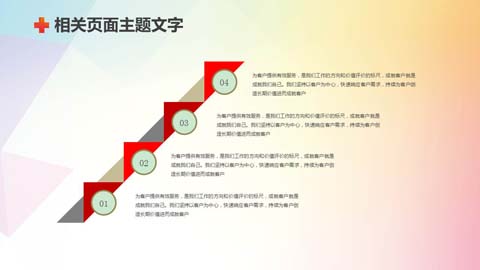 相关页面主题文字
04
为客户提供有效服务，是我们工作的方向和价值评价的标尺，成就客户就是
成就我们自己。我们坚持以客户为中心，快速响应客户需求，持续为客户创
造长期价值进而成就客户
03
为客户提供有效服务，是我们工作的方向和价值评价的标尺，成就客户就是
成就我们自己。我们坚持以客户为中心，快速响应客户需求，持续为客户创
造长期价值进而成就客户
02
为客户提供有效服务，是我们工作的方向和价值评价的标尺，成就客户就是
成就我们自己。我们坚持以客户为中心，快速响应客户需求，持续为客户创
造长期价值进而成就客户
01
为客户提供有效服务，是我们工作的方向和价值评价的标尺，成就客户就是
成就我们自己。我们坚持以客户为中心，快速响应客户需求，持续为客户创
造长期价值进而成就客户